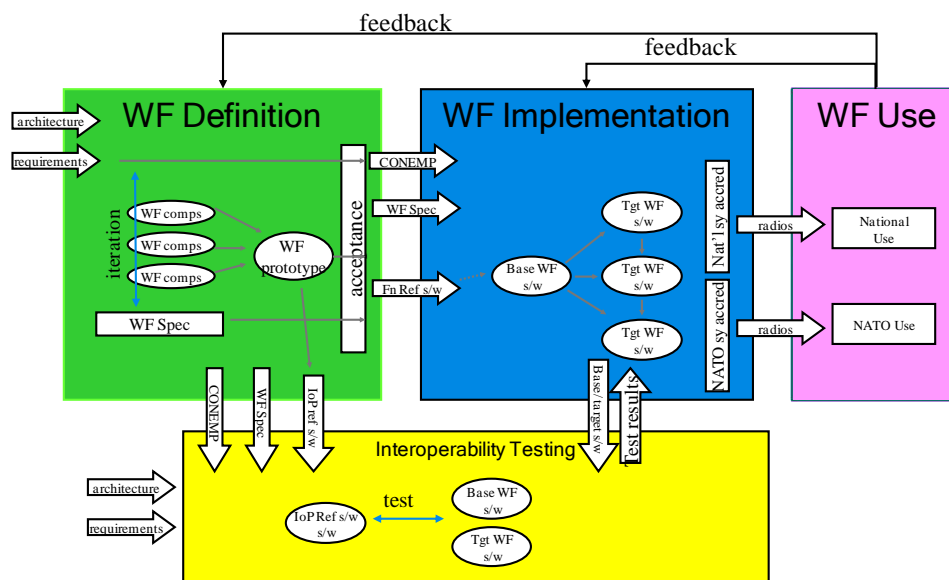 feedback
feedback
WF Definition
WF Implementation
WF Use
architecture
requirements
iteration
WF comps
WF comps
WF comps
WF
prototype
WF Spec
acceptance
CONEMP
WF Spec
Fn Ref s/w
Base WF
s/w
Tgt WF
s/w
Tgt WF
s/w
Tgt WF
s/w
Nat'l sy accred
NATO sy accred
radios
radios
National
Use
NATO Use
CONEMP
WF Spec
IoP ref s/w
Base/target s/w
Test results
Interoperability Testing
architecture
requirements
IoP Ref s/w
s/w
test
Base WF
s/w
Tgt WF
s/w